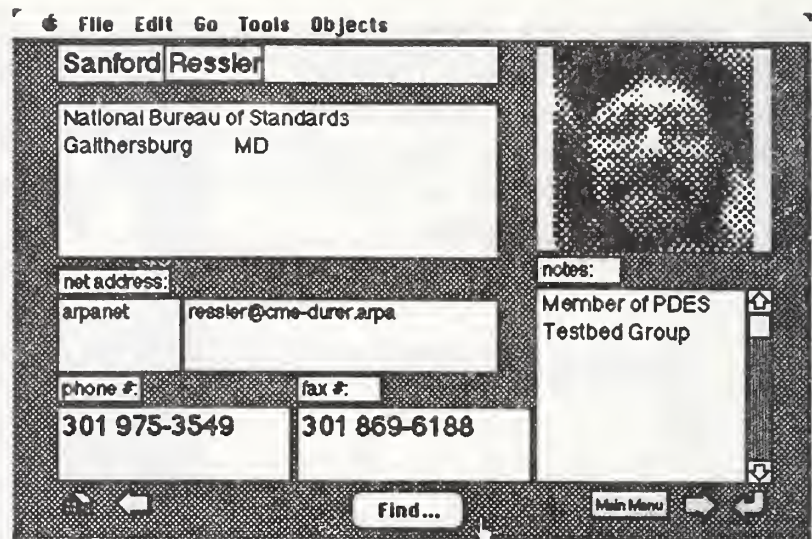 File Edit Go Tools Objects
Sanford Ressler
National Bureau of Standards
Gaithersburg MD
net address:
arpanet ressler@cme-durer.arpa
phone #: fax #:
301 975-3549 301 869-6188
notes:
Member of PDES
Testbed Group
Find...
Main Menu